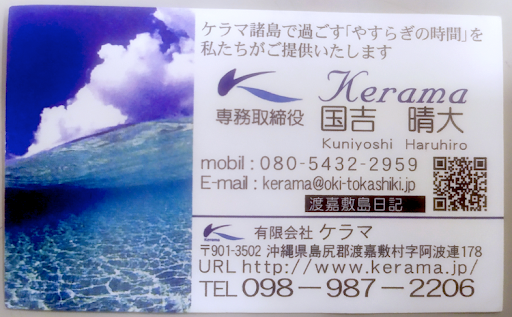 ケラマ諸島で過ごす「やすらぎの時間」を
私たちがご提供いたします
Kerama
専務取締役 国吉 晴大
Kuniyoshi Haruhiro
mobil : 080-5432-2959
E-mail : kerama@oki-tokashiki.jp
渡嘉敷島日記
Kerama 有限会社 ケラマ
〒901-3502 沖縄県島尻郡渡嘉敷村字阿波連178
URL http://www.kerama.jp/
TEL 098-987-2206